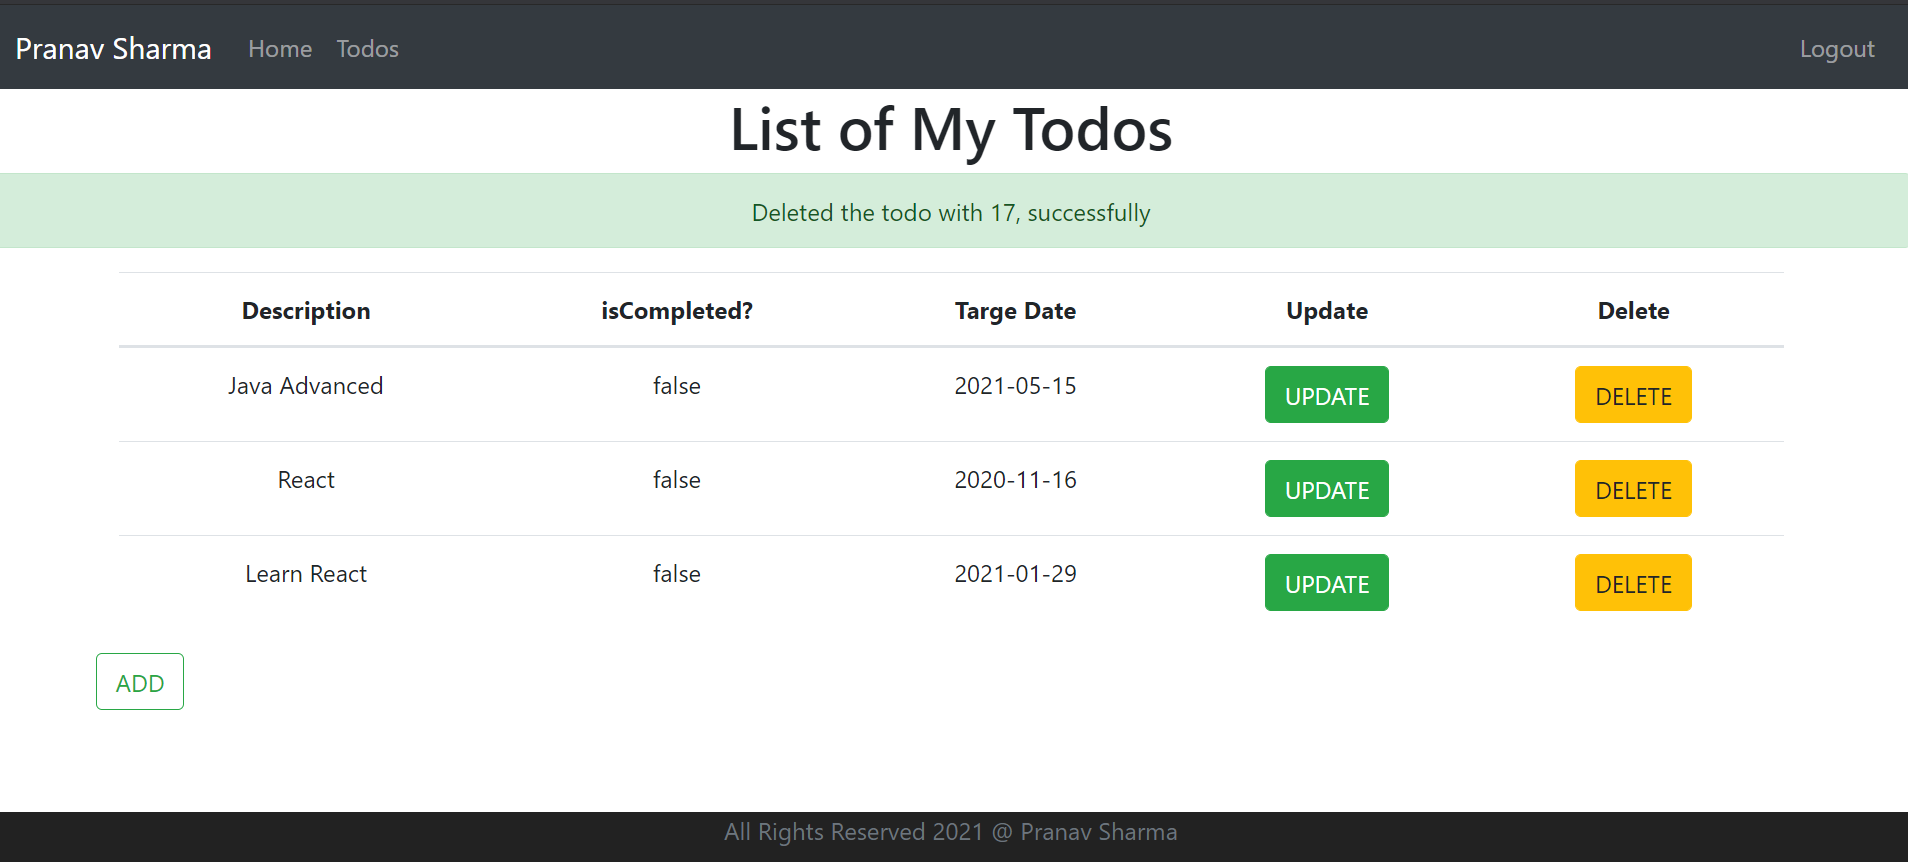 Pranav Sharma Home Todos Logout
List of My Todos
Deleted the todo with 17, successfully
Description isCompleted? Targe Date Update Delete
Java Advanced false 2021-05-15 UPDATE DELETE
React false 2020-11-16 UPDATE DELETE
Learn React false 2021-01-29 UPDATE DELETE
ADD
All Rights Reserved 2021 @ Pranav Sharma